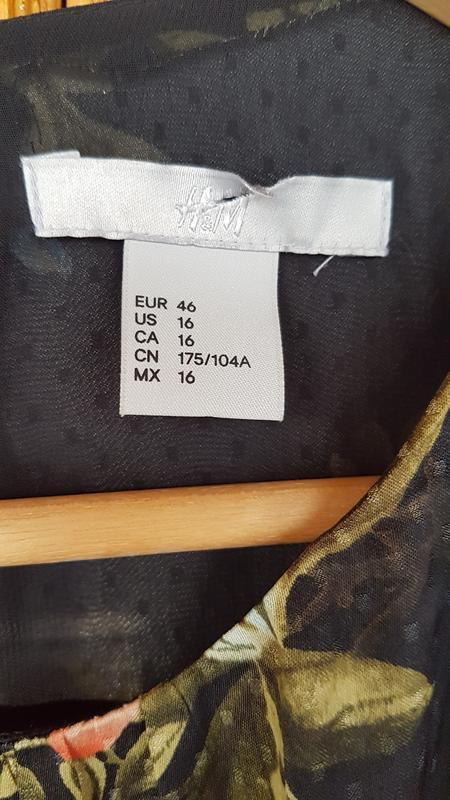 H&M
EUR 46
US 16
CA 16
CN 175/104A
MX 16